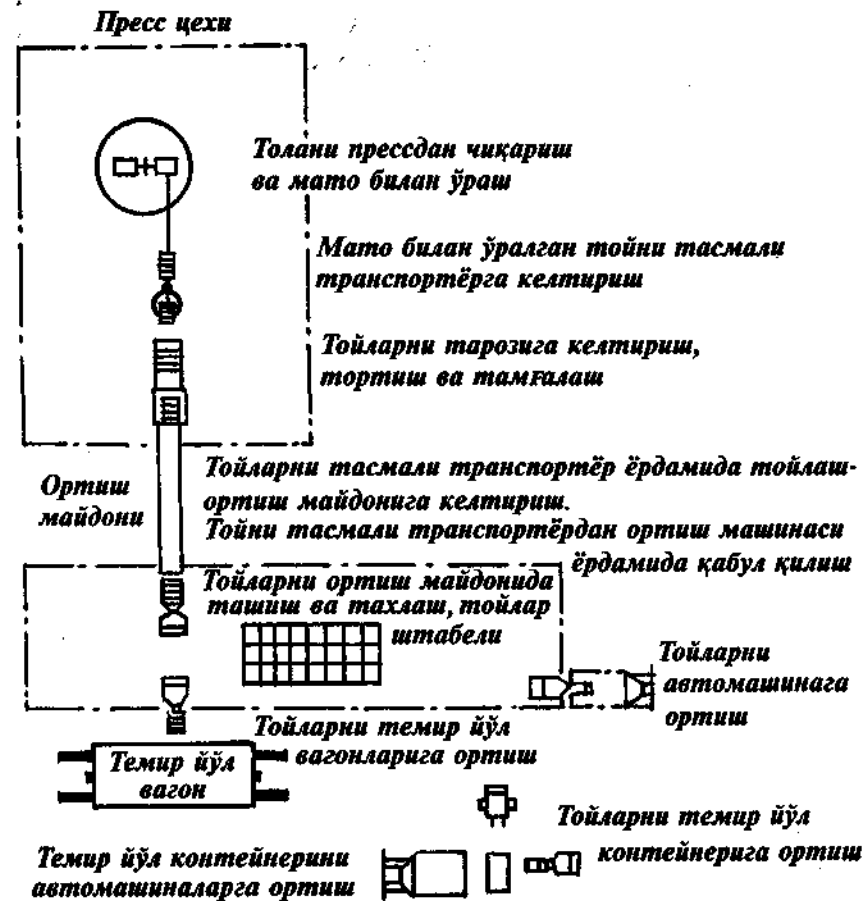 Пресс цехи
Толани прессдан чиқариш
ва мато билан ўраш
Мато билан ўралган тойни тасмали
транспортёрга келтириш
Тойларни тарозига келтириш,
тортиш ва тамғалаш
Ортиш
майдони
Тойларни тасмали транспортёр ёрдамида тойлаш-
ортиш майдонига келтириш.
Тойни тасмали транспортёрдан ортиш машинаси
ёрдамида қабул қилиш
Тойларни ортиш майдонида
ташиш ва тахлаш, тойлар
штабели
Тойларни
автомашинага
ортиш
Тойларни темир йўл
вагонларига ортиш
Темир йўл
вагон
Тойларни темир йўл
контейнерига ортиш
Темир йўл контейнерини
автомашиналарга ортиш